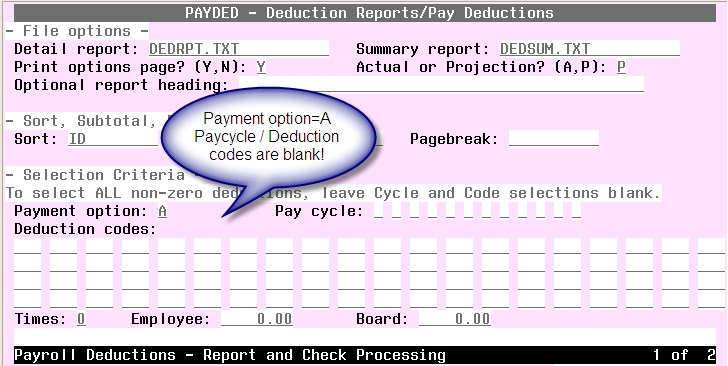 PAYDED - Deduction Reports/Pay Deductions
- File options -
Detail report: DEDRPT.TXT Summary report: DEDSUM.TXT
Print options page? (Y,N): Y Actual or Projection? (A,P): P
Optional report heading:
- Sort, Subtotal,
Sort: ID Pagebreak:
Payment option=A
Paycycle / Deduction
codes are blank!
- Selection Criteria
To select ALL non-zero ded ons, leave Cycle and Code selections blank.
Payment option: A Pay cycle:
Deduction codes:
Times: 0 Employee: 0.00 Board: 0.00
Payroll Deductions - Report and Check Processing 1 of 2